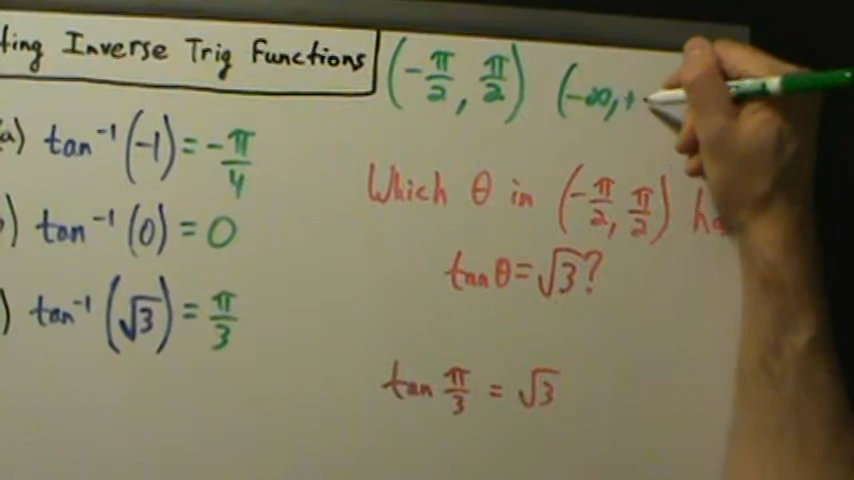 ting Inverse Trig Functions
(-π/2, π/2) (-∞, +
a) tan⁻¹(-1) = -π/4
) tan⁻¹(0) = 0
) tan⁻¹(√3) = π/3
Which θ in (-π/2, π/2) ha
tanθ = √3?
tan π/3 = √3